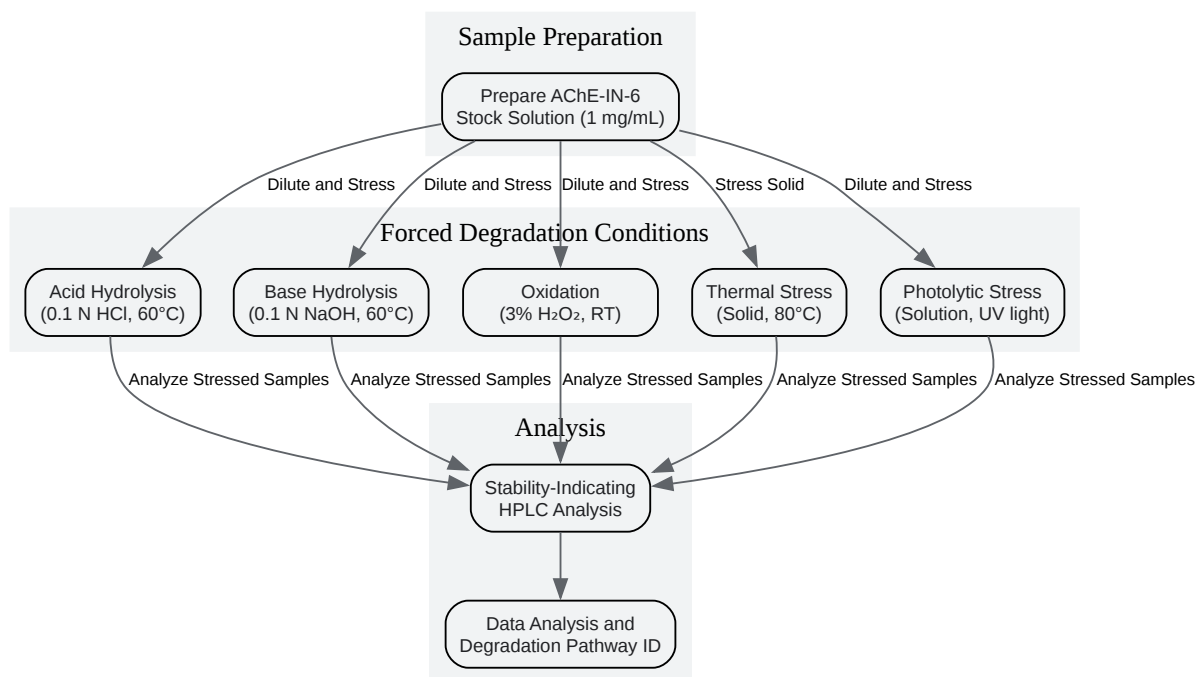 Sample Preparation
Prepare AChE-IN-6
Stock Solution (1 mg/mL)
Dilute and Stress
Dilute and Stress
Dilute and Stress
Stress Solid
Dilute and Stress
Forced Degradation Conditions
Acid Hydrolysis
(0.1 N HCl, 60°C)
Base Hydrolysis
(0.1 N NaOH, 60°C)
Oxidation
(3% H₂O₂, RT)
Thermal Stress
(Solid, 80°C)
Photolytic Stress
(Solution, UV light)
Analyze Stressed Samples
Analyze Stressed Samples
Analyze Stressed Samples
Analyze Stressed Samples
Analyze Stressed Samples
Analysis
Stability-Indicating
HPLC Analysis
Data Analysis and
Degradation Pathway ID